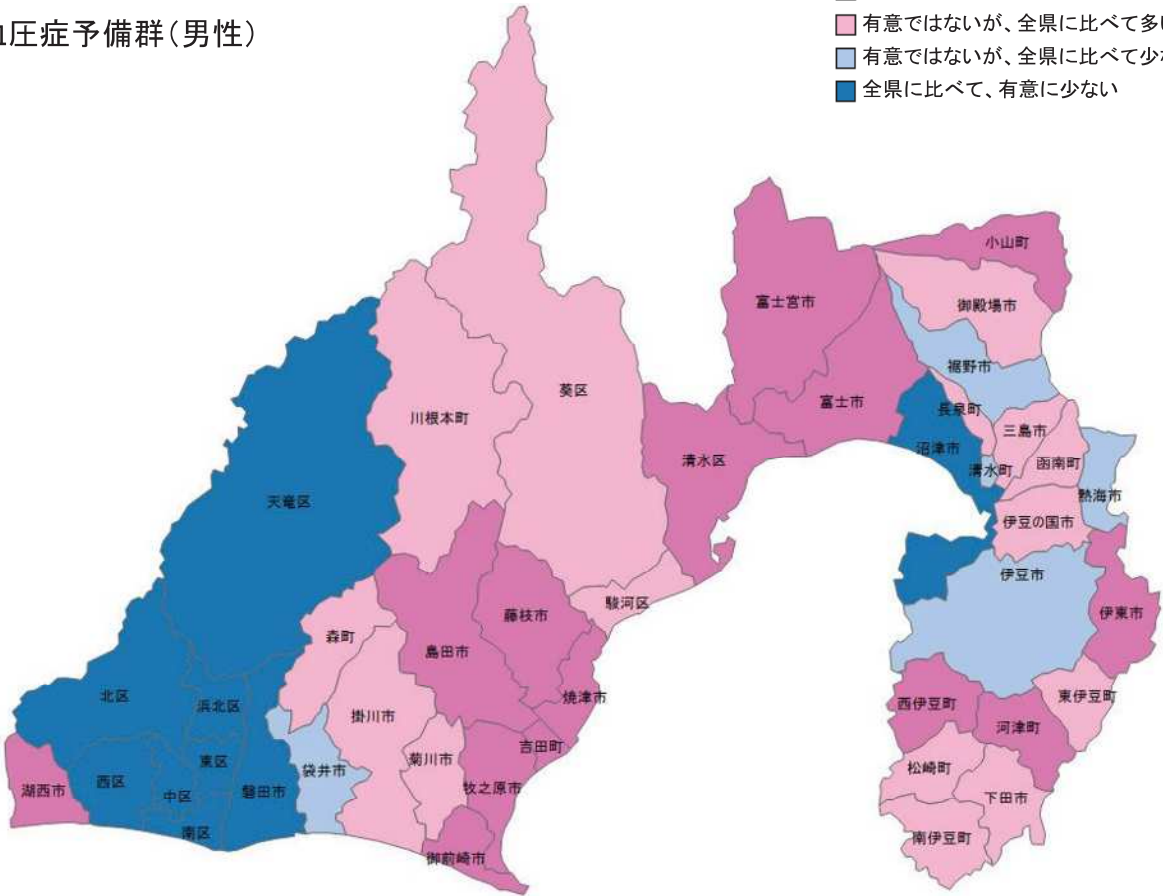 圧症予備群（男性）
有意ではないが、全県に比べて多
有意ではないが、全県に比べて少
全県に比べて、有意に少ない
小山町
富士宮市
御殿場市
裾野市
葵区
川根本町
富士市
長泉町
三島市
沼津市
清水区
清水町
函南町
熱海市
天竜区
伊豆の国市
伊豆市
駿河区
藤枝市
伊東市
森町
島田市
北区
焼津市
東伊豆町
西伊豆町
浜北区
掛川市
河津町
吉田町
東区
菊川市
袋井市
松崎町
西区
湖西市
中区
磐田市
牧之原市
下田市
南区
南伊豆町
御前崎市